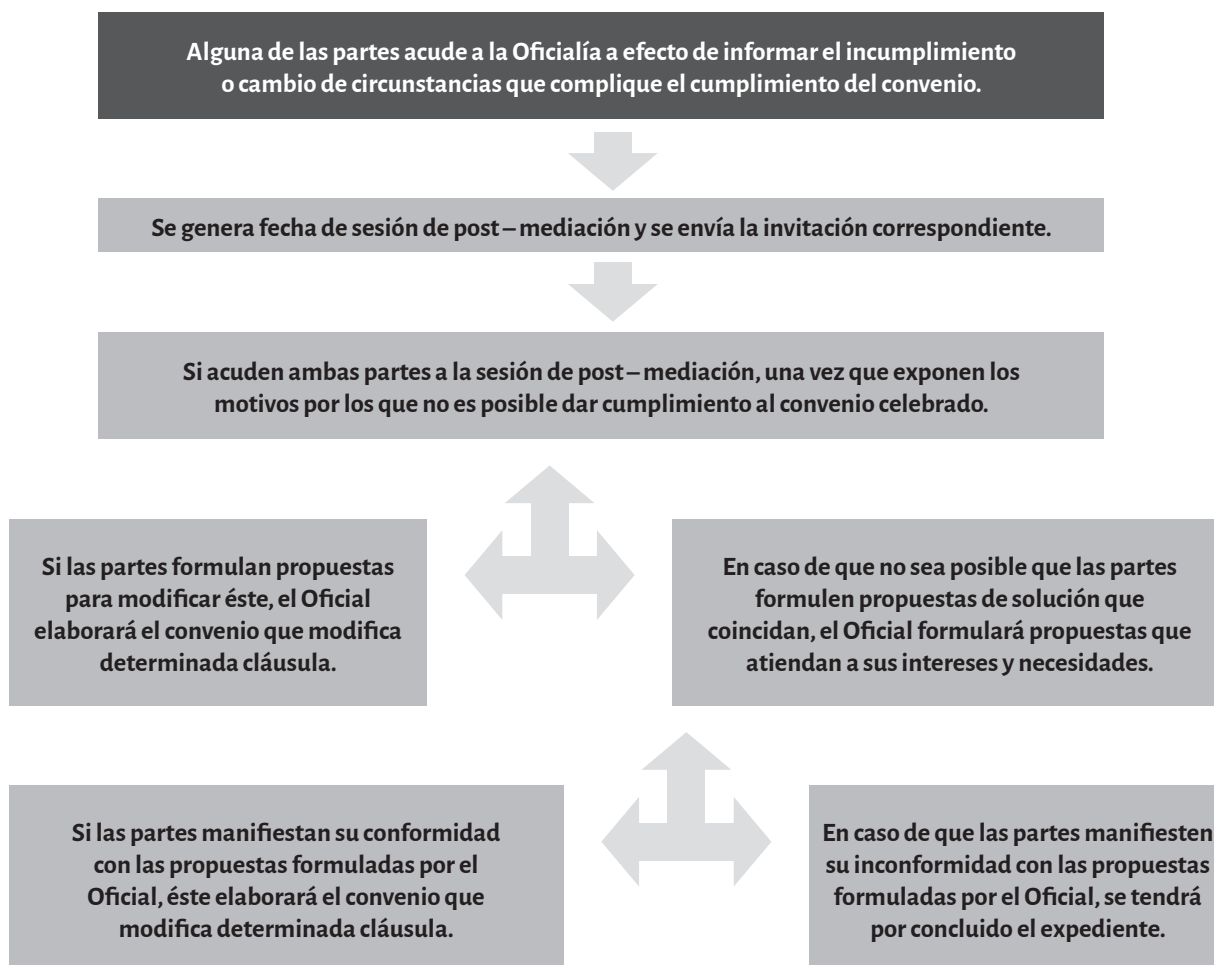 Alguna de las partes acude a la Oficialía a efecto de informar el incumplimiento
o cambio de circunstancias que complique el cumplimiento del convenio.
Se genera fecha de sesión de post – mediación y se envía la invitación correspondiente.
Si acuden ambas partes a la sesión de post – mediación, una vez que exponen los
motivos por los que no es posible dar cumplimiento al convenio celebrado.
Si las partes formulan propuestas
para modificar éste, el Oficial
elaborará el convenio que modifica
determinada cláusula.
En caso de que no sea posible que las partes
formulen propuestas de solución que
coincidan, el Oficial formulará propuestas que
atiendan a sus intereses y necesidades.
Si las partes manifiestan su conformidad
con las propuestas formuladas por el
Oficial, éste elaborará el convenio que
modifica determinada cláusula.
En caso de que las partes manifiesten
su inconformidad con las propuestas
formuladas por el Oficial, se tendrá
por concluido el expediente.